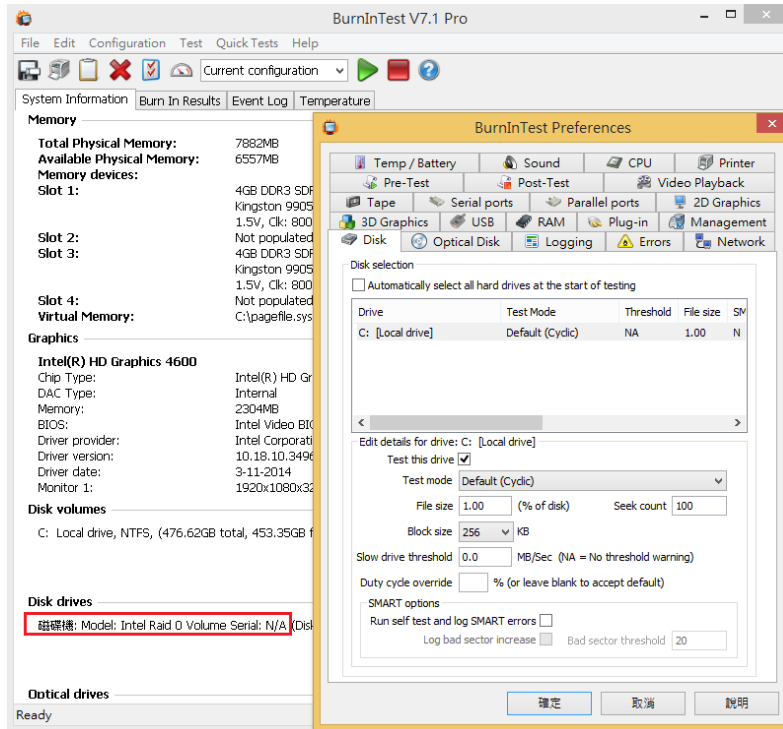 BurnInTest V7.1 Pro
File Edit Configuration Test Quick Tests Help
Current configuration
System Information Burn In Results Event Log Temperature
Memory
Total Physical Memory: 7882MB
Available Physical Memory: 6557MB
Memory devices:
Slot 1: 4GB DDR3 SDR
Kingston 9905
1.5V, Clk: 800
Slot 2: Not populated
Slot 3: 4GB DDR3 SDR
Kingston 9905
1.5V, Clk: 800
Slot 4: Not populated
Virtual Memory: C:\pagefile.sys
Graphics
Intel(R) HD Graphics 4600
Chip Type: Intel(R) HD Gr
DAC Type: Internal
Memory: 2304MB
BIOS: Intel Video BIO
Driver provider: Intel Corporati
Driver version: 10.18.10.3496
Driver date: 3-11-2014
Monitor 1: 1920x1080x32
Disk volumes
C: Local drive, NTFS, (476.62GB total, 453.35GB f
Disk drives
磁碟機: Model: Intel Raid 0 Volume Serial: N/A (Disk
Optical drives
Ready
BurnInTest Preferences
Temp / Battery Sound CPU Printer
Pre-Test Post-Test Video Playback
Tape Serial ports Parallel ports 2D Graphics
3D Graphics USB RAM Plug-in Management
Disk Optical Disk Logging Errors Network
Disk selection
Automatically select all hard drives at the start of testing
Drive Test Mode Threshold File size SM
C: [Local drive] Default (Cyclic) NA 1.00 N
Edit details for drive: C: [Local drive]
Test this drive
Test mode Default (Cyclic)
File size 1.00 (% of disk) Seek count 100
Block size 256 KB
Slow drive threshold 0.0 MB/Sec (NA = No threshold warning)
Duty cycle override % (or leave blank to accept default)
SMART options
Run self test and log SMART errors
Log bad sector increase Bad sector threshold 20
確定 取消 說明